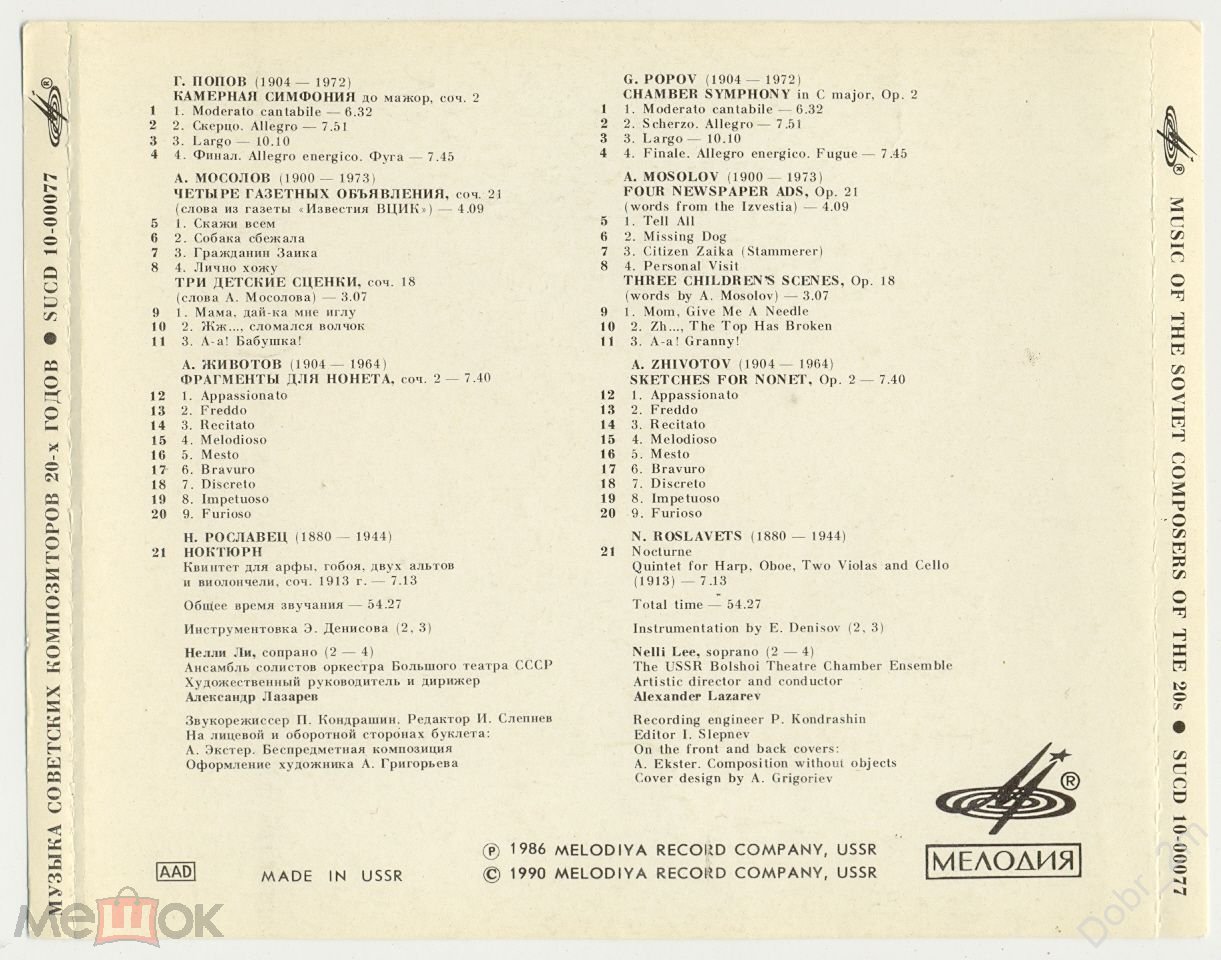 МУЗЫКА СОВЕТСКИХ КОМПОЗИТОРОВ 20-х ГОДОВ ● SUCD 10-00077
Г. ПОПОВ (1904 — 1972)
КАМЕРНАЯ СИМФОНИЯ до мажор, соч. 2
1 1. Moderato cantabile — 6.32
2 2. Скерцо. Allegro — 7.51
3 3. Largo — 10.10
4 4. Финал. Allegro energico. Фуга — 7.45
А. МОСОЛОВ (1900 — 1973)
ЧЕТЫРЕ ГАЗЕТНЫХ ОБЪЯВЛЕНИЯ, соч. 21
(слова из газеты «Известия ВЦИК») — 4.09
5 1. Скажи всем
6 2. Собака сбежала
7 3. Гражданин Заика
8 4. Лично хожу
ТРИ ДЕТСКИЕ СЦЕНКИ, соч. 18
(слова А. Мосолова) — 3.07
9 1. Мама, дай-ка мне иглу
10 2. Жж..., сломался волчок
11 3. А-а! Бабушка!
А. ЖИВОТОВ (1904 — 1964)
ФРАГМЕНТЫ ДЛЯ НОНЕТА, соч. 2 — 7.40
12 1. Appassionato
13 2. Freddo
14 3. Recitato
15 4. Melodioso
16 5. Mesto
17 6. Bravuro
18 7. Discreto
19 8. Impetuoso
20 9. Furioso
Н. РОСЛАВЕЦ (1880 — 1944)
21 НОКТЮРН
Квинтет для арфы, гобоя, двух альтов
и виолончели, соч. 1913 г. — 7.13
Общее время звучания — 54.27
Инструментовка Э. Денисова (2, 3)
Нелли Ли, сопрано (2 — 4)
Ансамбль солистов оркестра Большого театра СССР
Художественный руководитель и дирижер
Александр Лазарев
Звукорежиссер П. Кондрашин. Редактор И. Слепнев
На лицевой и оборотной сторонах буклета:
А. Экстер. Беспредметная композиция
Оформление художника А. Григорьева
G. POPOV (1904 — 1972)
CHAMBER SYMPHONY in C major, Op. 2
1 1. Moderato cantabile — 6.32
2 2. Scherzo. Allegro — 7.51
3 3. Largo — 10.10
4 4. Finale. Allegro energico. Fugue — 7.45
A. MOSOLOV (1900 — 1973)
FOUR NEWSPAPER ADS, Op. 21
(words from the Izvestia) — 4.09
5 1. Tell All
6 2. Missing Dog
7 3. Citizen Zaika (Stammerer)
8 4. Personal Visit
THREE CHILDREN'S SCENES, Op. 18
(words by A. Mosolov) — 3.07
9 1. Mom, Give Me A Needle
10 2. Zh..., The Top Has Broken
11 3. A-a! Granny!
A. ZHIVOTOV (1904 — 1964)
SKETCHES FOR NONET, Op. 2 — 7.40
12 1. Appassionato
13 2. Freddo
14 3. Recitato
15 4. Melodioso
16 5. Mesto
17 6. Bravuro
18 7. Discreto
19 8. Impetuoso
20 9. Furioso
N. ROSLAVETS (1880 — 1944)
21 Nocturne
Quintet for Harp, Oboe, Two Violas and Cello
(1913) — 7.13
Total time — 54.27
Instrumentation by E. Denisov (2, 3)
Nelli Lee, soprano (2 — 4)
The USSR Bolshoi Theatre Chamber Ensemble
Artistic director and conductor
Alexander Lazarev
Recording engineer P. Kondrashin
Editor I. Slepnev
On the front and back covers:
A. Ekster. Composition without objects
Cover design by A. Grigoriev
AAD
MADE IN USSR
Ⓟ 1986 MELODIYA RECORD COMPANY, USSR
© 1990 MELODIYA RECORD COMPANY, USSR
®
МЕЛОДИЯ
® MUSIC OF THE SOVIET COMPOSERS OF THE 20s ● SUCD 10-00077
мешок
Dobr_2m